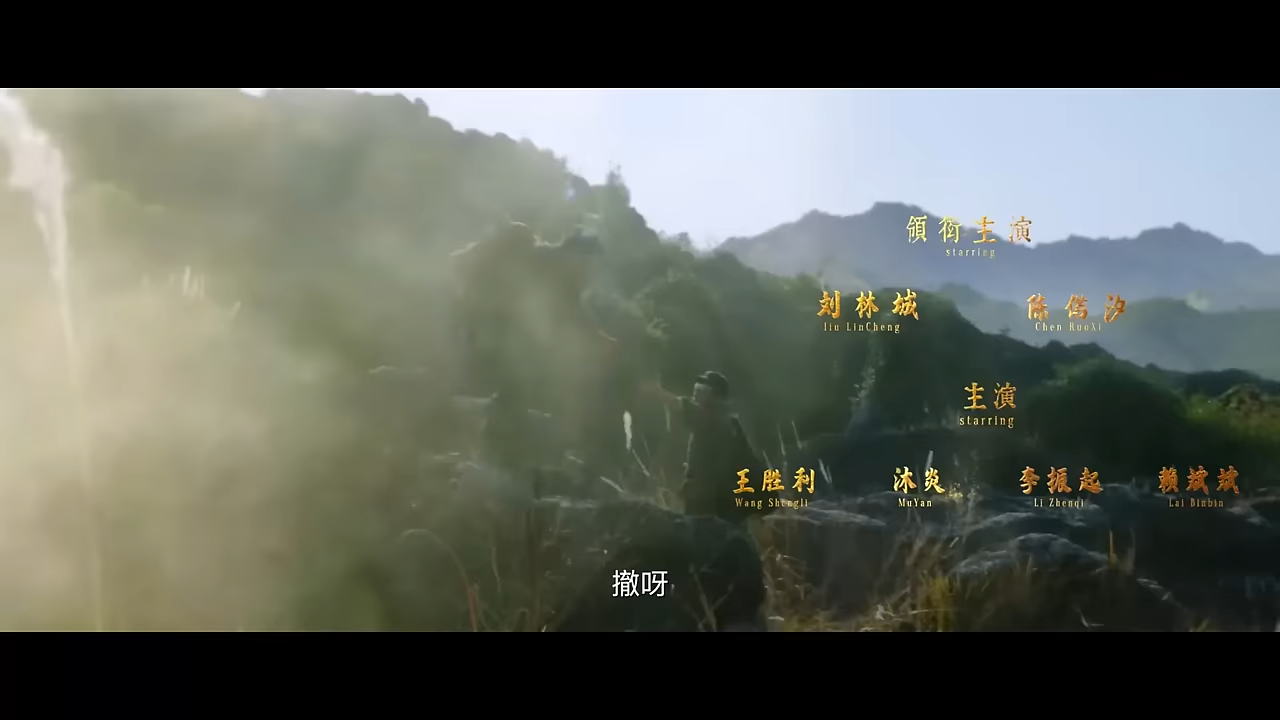 領衔主演
starring
刘林城 陈偌汐
liu LinCheng Chen RuoXi
主演
starring
王胜利 沐炎 李振起 赖斌斌
Wang Shengli MuYan Li Zhenqi Lai Binbin
撤呀